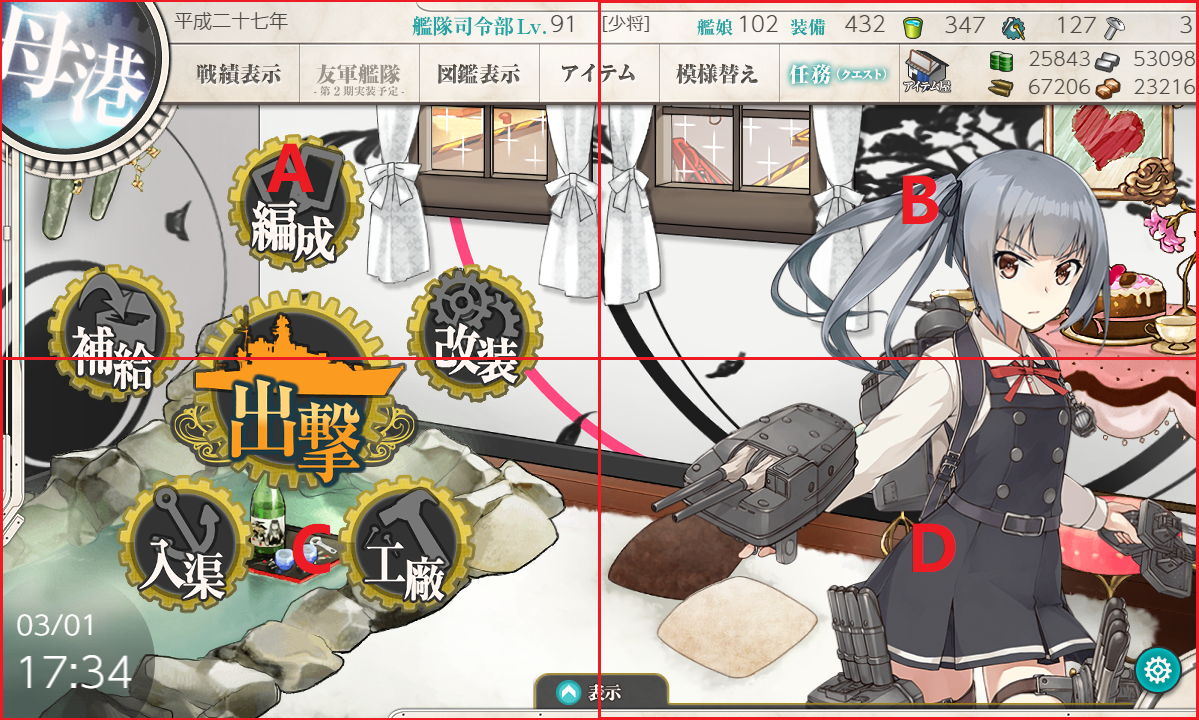 母港
平成二十七年 艦隊司令部Lv.91 [少将] 艦娘 102 装備 432 347 127 3
戦績表示 友軍艦隊 図鑑表示 アイテム 模様替え 任務(クエスト) アイテム屋 25843 53098
-第2期実装予定- 67206 23216
A
B
編成
補給
改装
出撃
入渠
工廠
C
D
03/01
17:34
表示